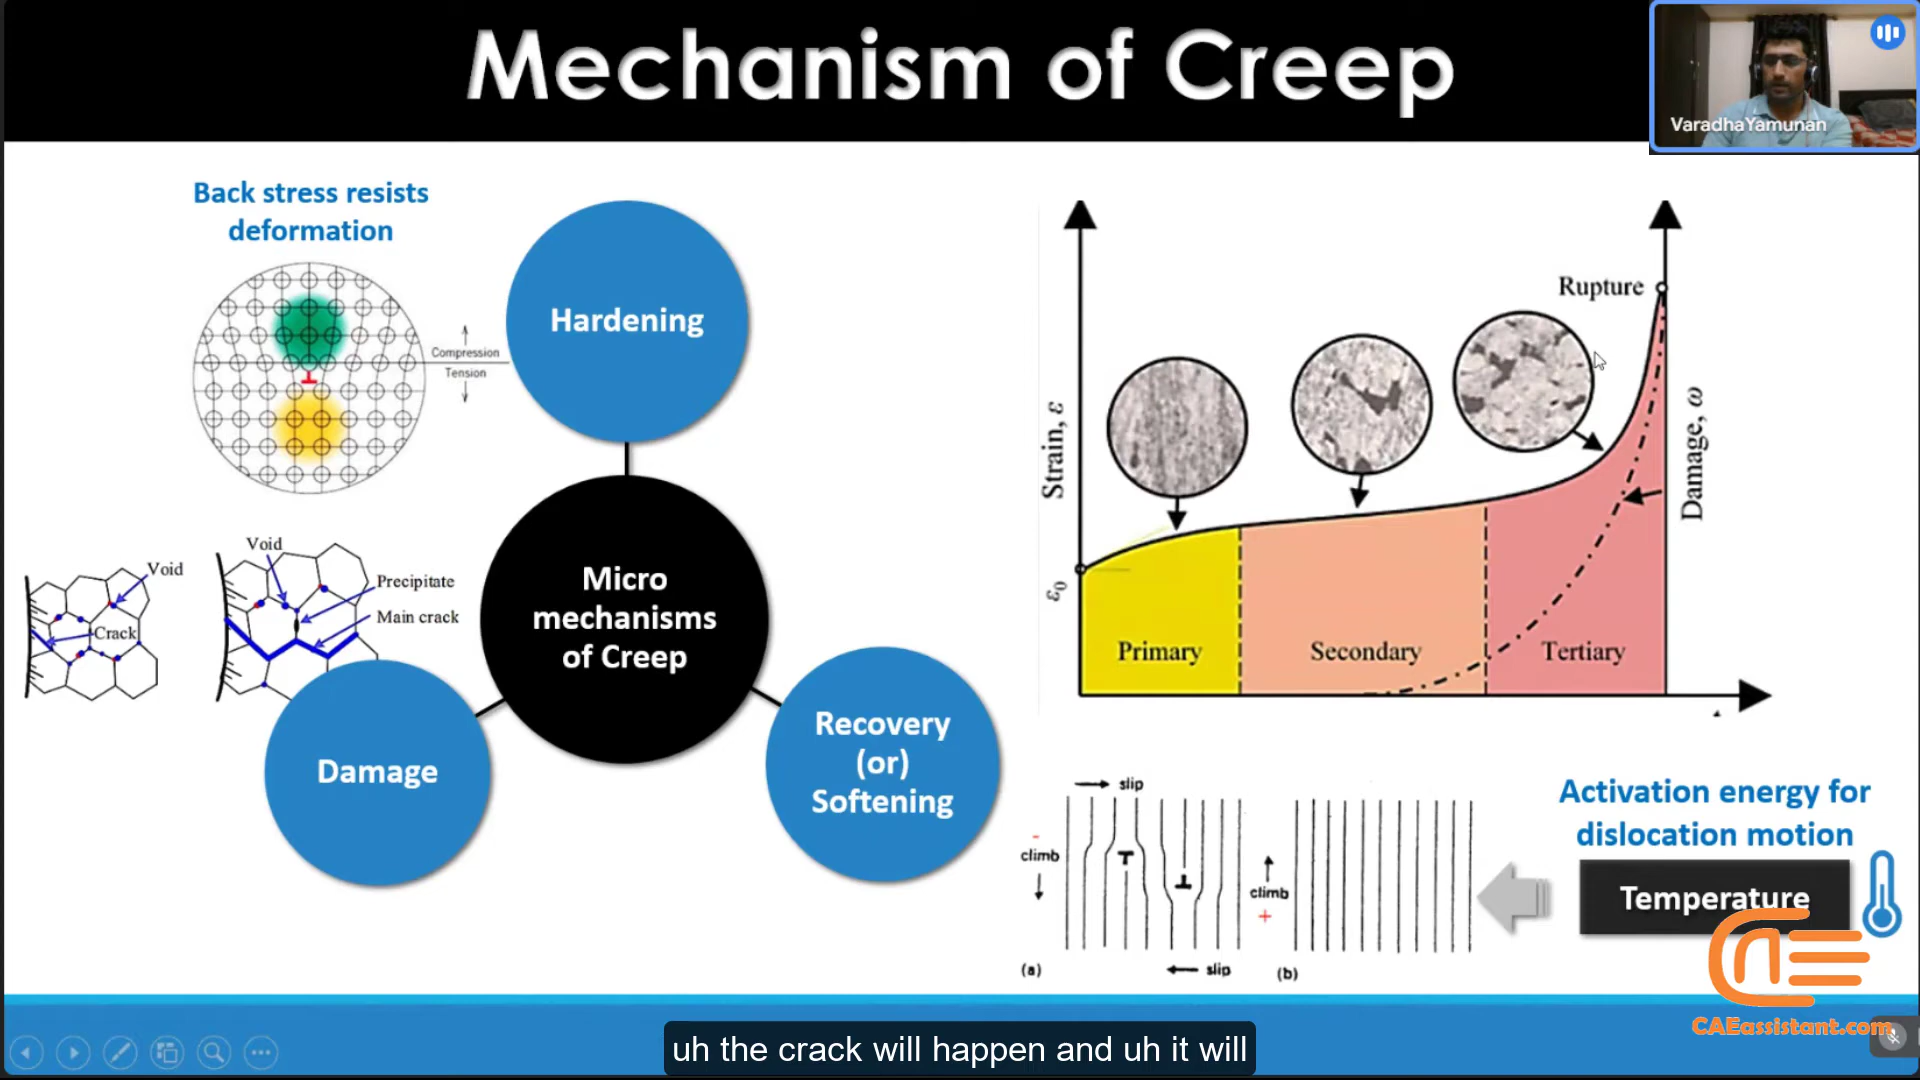 Mechanism of Creep
VaradhaYamunan
Back stress resists
deformation
Compression
Tension
Hardening
Void
Crack
Void
Precipitate
Main crack
Micro
mechanisms
of Creep
Damage
Recovery
(or)
Softening
Strain, ε
ε0
Rupture
Damage, ω
Primary
Secondary
Tertiary
slip
-
climb
climb
+
(a)
slip
(b)
Activation energy for
dislocation motion
Temperature
CAEassistant.com
uh the crack will happen and uh it will